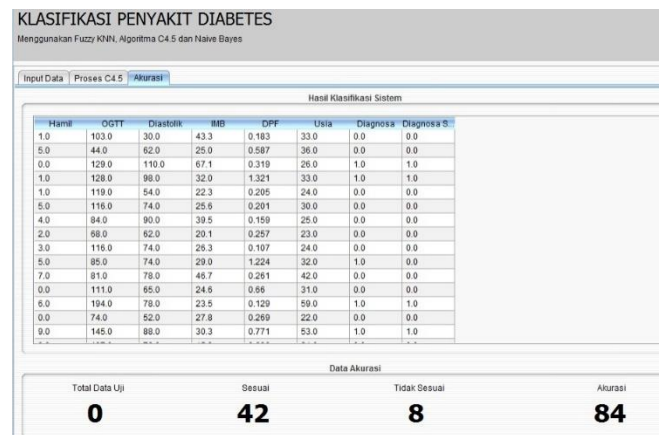 KLASIFIKASI PENYAKIT DIABETES
Menggunakan Fuzzy KNN, Algoritma C4.5 dan Naive Bayes
Input Data Proses C4.5 Akurasi
Hasil Klasifikasi Sistem
Hamil OGTT Diastolik IMB DPF Usia Diagnosa Diagnosa S...
1.0 103.0 30.0 43.3 0.183 33.0 0.0 0.0
5.0 44.0 62.0 25.0 0.587 36.0 0.0 0.0
0.0 129.0 110.0 67.1 0.319 26.0 1.0 1.0
1.0 128.0 98.0 32.0 1.321 33.0 1.0 1.0
1.0 119.0 54.0 22.3 0.205 24.0 0.0 0.0
5.0 116.0 74.0 25.6 0.201 30.0 0.0 0.0
4.0 84.0 90.0 39.5 0.159 25.0 0.0 0.0
2.0 68.0 62.0 20.1 0.257 23.0 0.0 0.0
3.0 116.0 74.0 26.3 0.107 24.0 0.0 0.0
5.0 85.0 74.0 29.0 1.224 32.0 1.0 0.0
7.0 81.0 78.0 46.7 0.261 42.0 0.0 0.0
0.0 111.0 65.0 24.6 0.66 31.0 0.0 0.0
6.0 194.0 78.0 23.5 0.129 59.0 1.0 1.0
0.0 74.0 52.0 27.8 0.269 22.0 0.0 0.0
9.0 145.0 88.0 30.3 0.771 53.0 1.0 1.0
Data Akurasi
Total Data Uji Sesuai Tidak Sesuai Akurasi
0 42 8 84